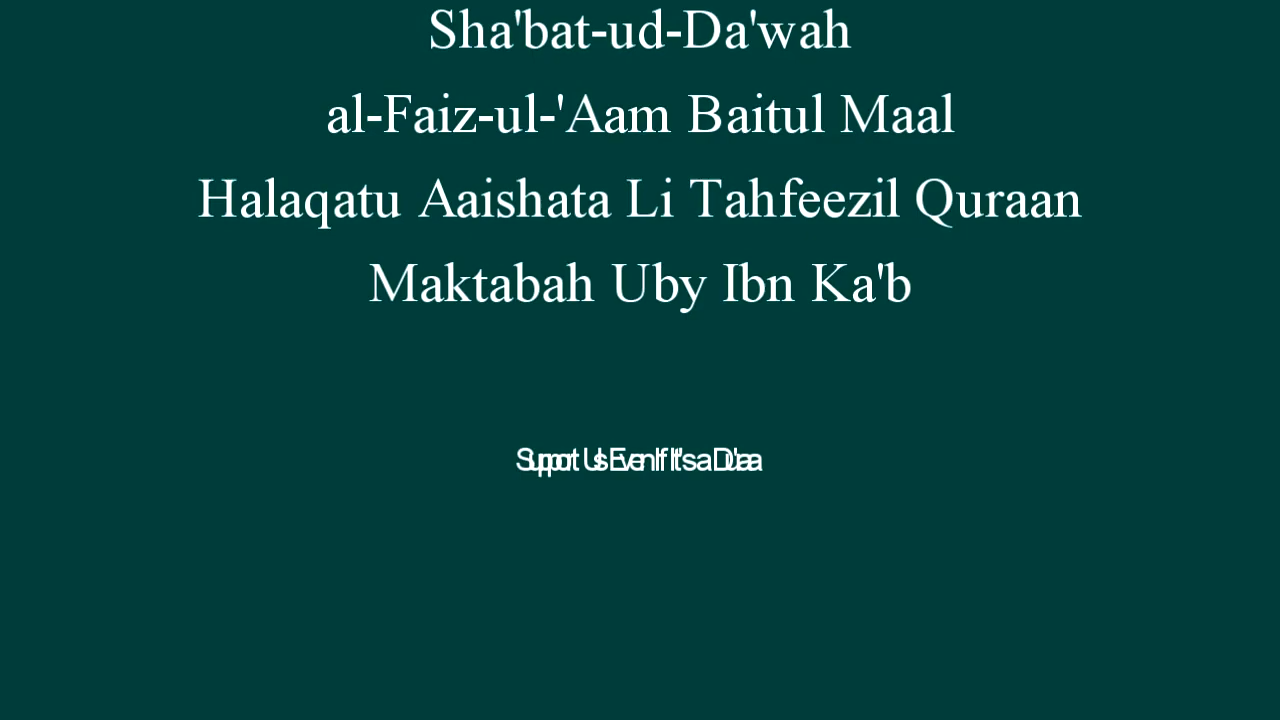 Sha'bat-ud-Da'wah
al-Faiz-ul-'Aam Baitul Maal
Halaqatu Aaishata Li Tahfeezil Quraan
Maktabah Uby Ibn Ka'b
Support Us Even If It's a Du'aa